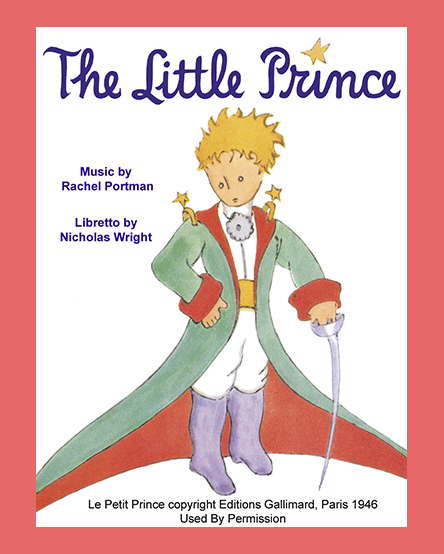 The Little Prince
Music by
Rachel Portman
Libretto by
Nicholas Wright
Le Petit Prince copyright Editions Gallimard, Paris 1946
Used By Permission